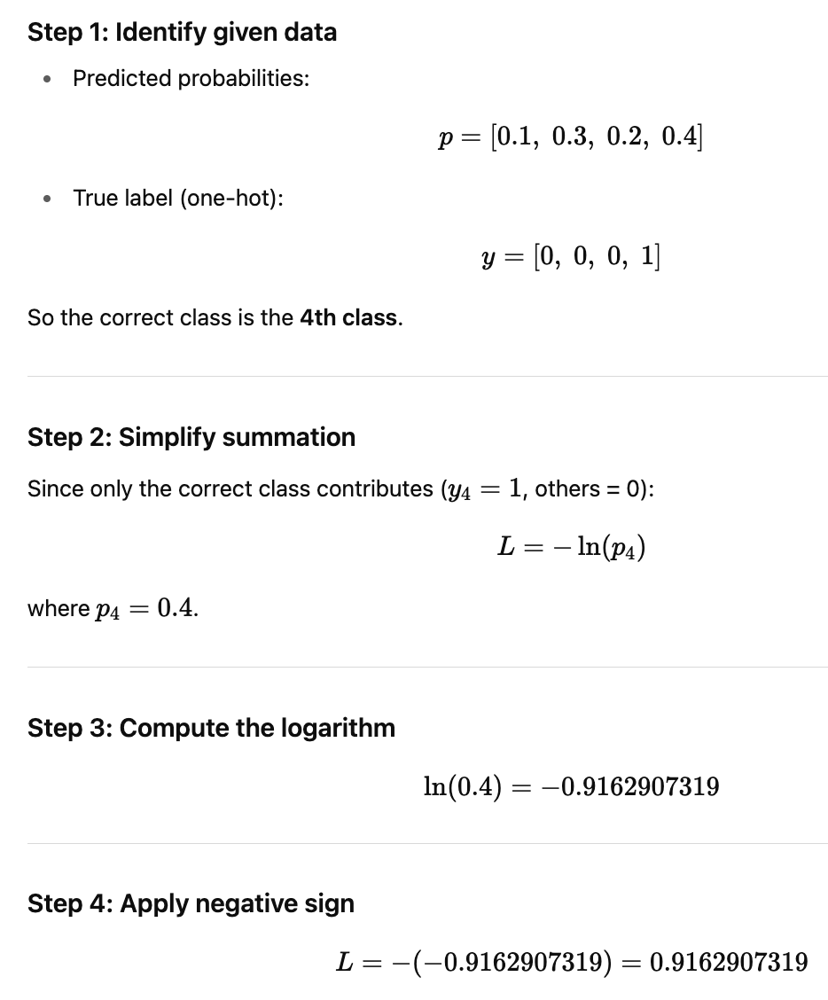 Step 1: Identify given data
• Predicted probabilities:
p = [0.1, 0.3, 0.2, 0.4]
• True label (one-hot):
y = [0, 0, 0, 1]
So the correct class is the 4th class.
Step 2: Simplify summation
Since only the correct class contributes (y₄ = 1, others = 0):
L = − ln(p₄)
where p₄ = 0.4.
Step 3: Compute the logarithm
ln(0.4) = −0.9162907319
Step 4: Apply negative sign
L = −(−0.9162907319) = 0.9162907319